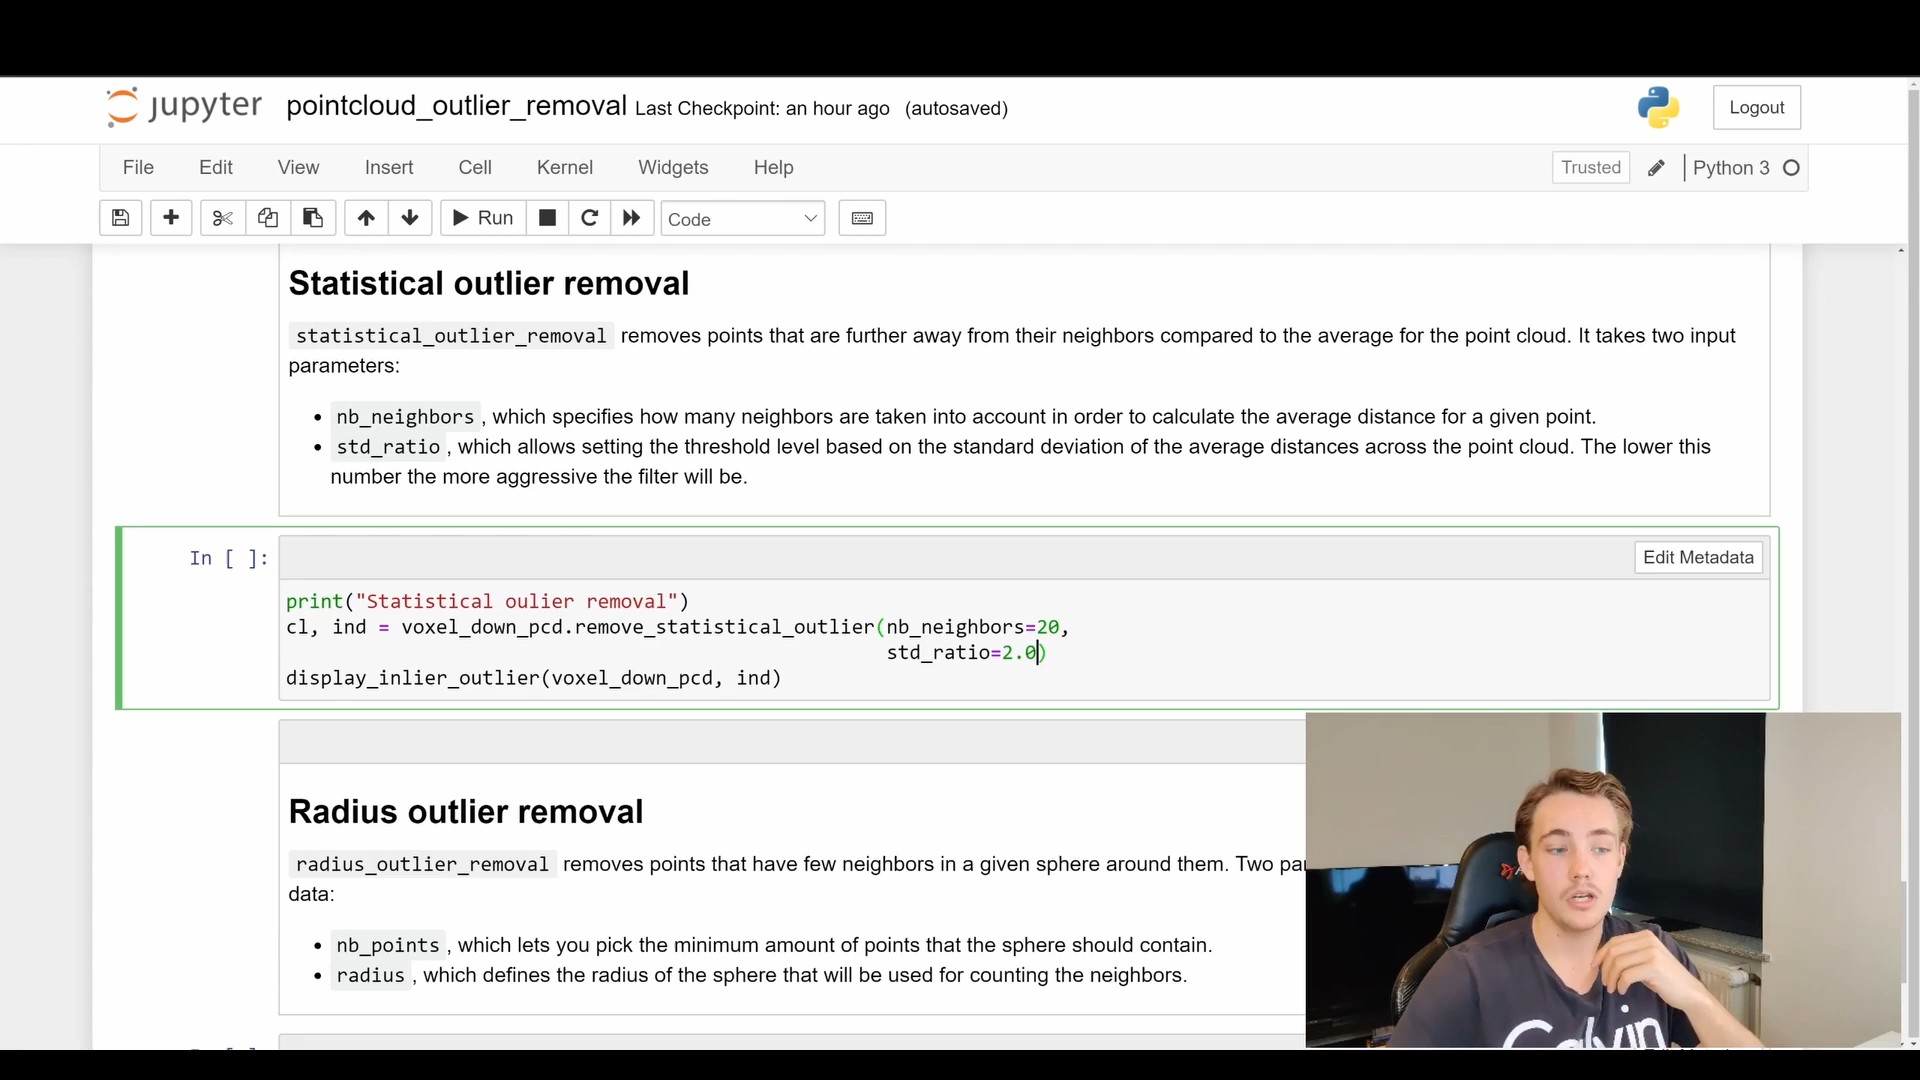 jupyter pointcloud_outlier_removal Last Checkpoint: an hour ago (autosaved) Logout
File Edit View Insert Cell Kernel Widgets Help Trusted Python 3
Run Code
Statistical outlier removal
statistical_outlier_removal removes points that are further away from their neighbors compared to the average for the point cloud. It takes two input
parameters:
• nb_neighbors , which specifies how many neighbors are taken into account in order to calculate the average distance for a given point.
• std_ratio , which allows setting the threshold level based on the standard deviation of the average distances across the point cloud. The lower this
number the more aggressive the filter will be.
In [ ]: Edit Metadata
print("Statistical oulier removal")
cl, ind = voxel_down_pcd.remove_statistical_outlier(nb_neighbors=20,
std_ratio=2.0)
display_inlier_outlier(voxel_down_pcd, ind)
Radius outlier removal
radius_outlier_removal removes points that have few neighbors in a given sphere around them. Two
data:
• nb_points , which lets you pick the minimum amount of points that the sphere should contain.
• radius , which defines the radius of the sphere that will be used for counting the neighbors.
Calvin